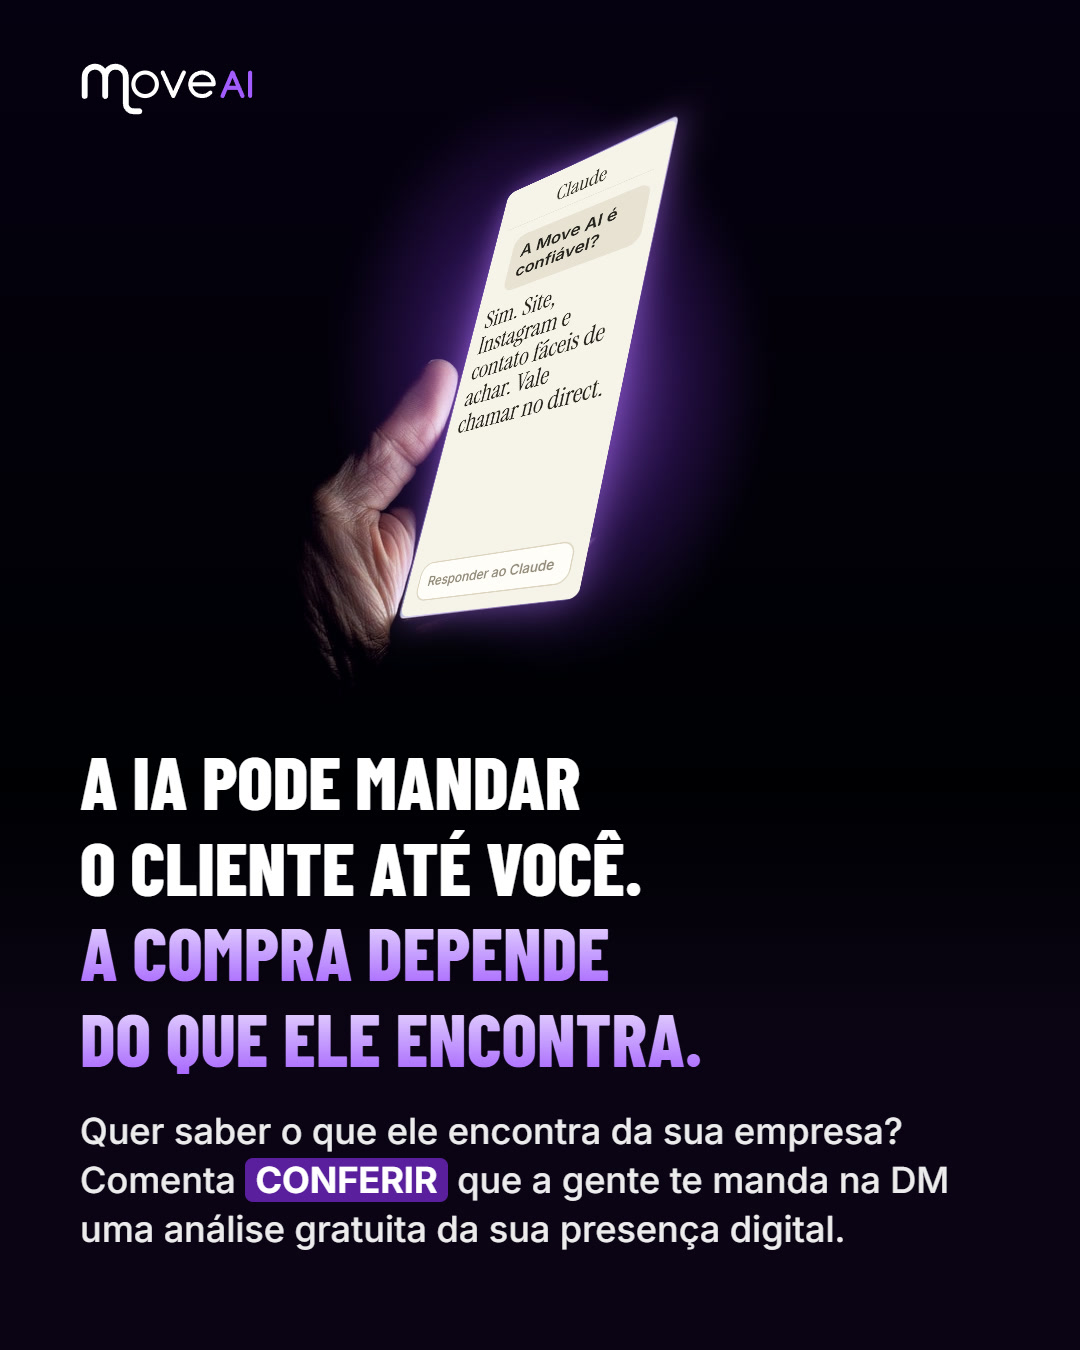 Move AI
Claude
A Move AI é
confiável?
Sim. Site,
Instagram e
contato fáceis de
achar. Vale
chamar no direct.
Responder ao Claude
A IA PODE MANDAR
O CLIENTE ATÉ VOCÊ.
A COMPRA DEPENDE
DO QUE ELE ENCONTRA.
Quer saber o que ele encontra da sua empresa?
Comenta CONFERIR que a gente te manda na DM
uma análise gratuita da sua presença digital.